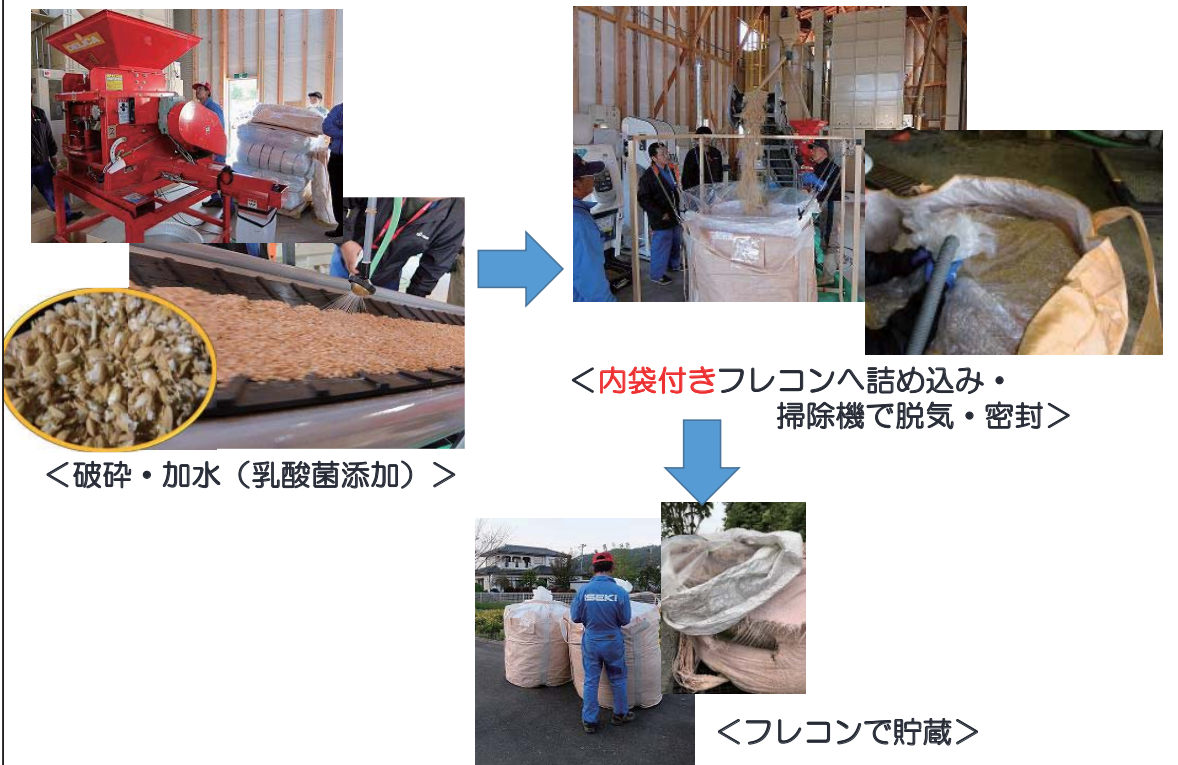 DELICA
＜破砕・加水（乳酸菌添加）＞
＜内袋付きフレコンへ詰め込み・
掃除機で脱気・密封＞
ISEKI
＜フレコンで貯蔵＞